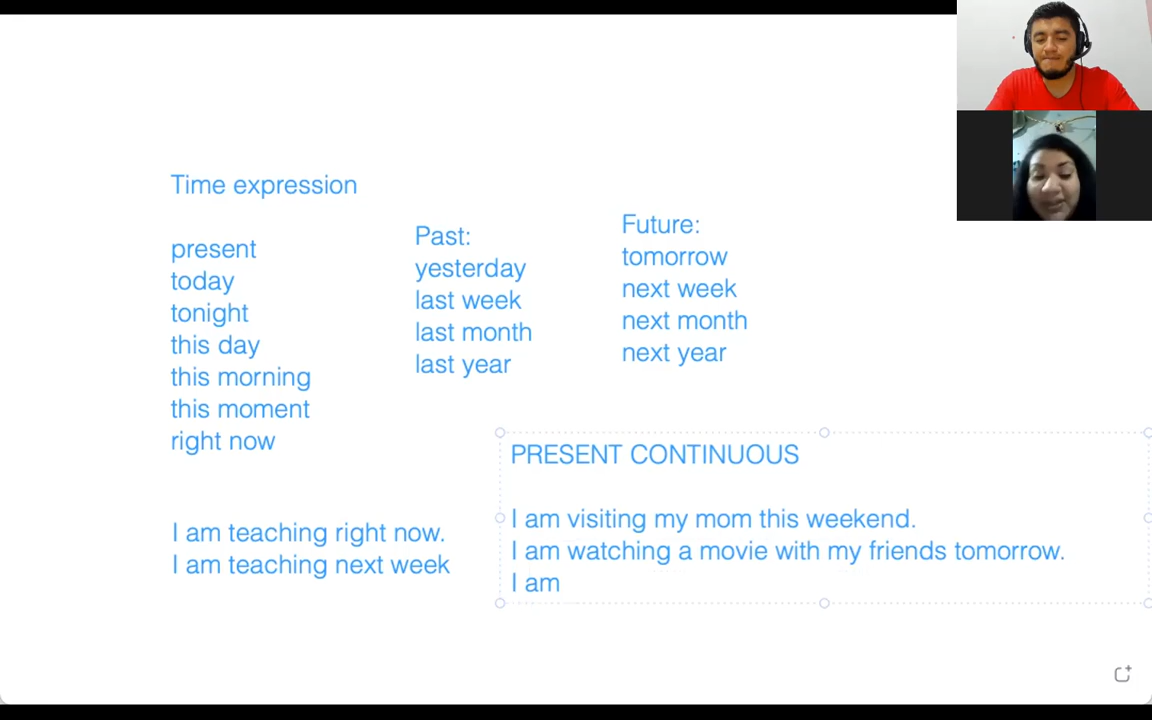 Time expression
present
today
tonight
this day
this morning
this moment
right now
Past:
yesterday
last week
last month
last year
Future:
tomorrow
next week
next month
next year
I am teaching right now.
I am teaching next week
PRESENT CONTINUOUS
I am visiting my mom this weekend.
I am watching a movie with my friends tomorrow.
I am